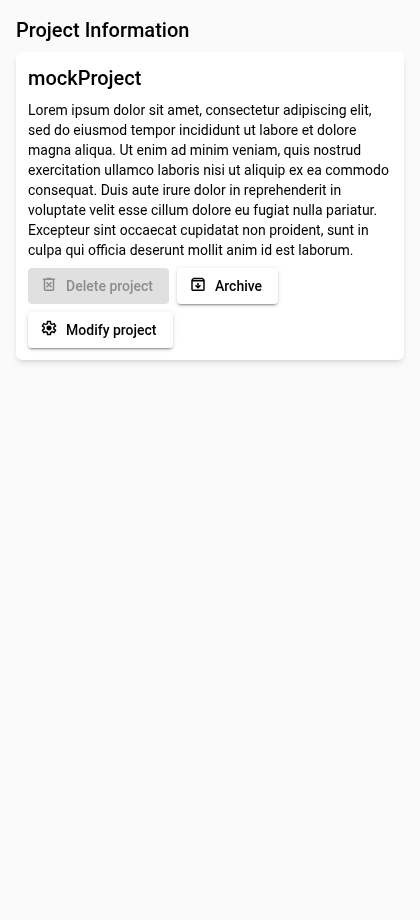 Project Information
mockProject
Lorem ipsum dolor sit amet, consectetur adipiscing elit,
sed do eiusmod tempor incididunt ut labore et dolore
magna aliqua. Ut enim ad minim veniam, quis nostrud
exercitation ullamco laboris nisi ut aliquip ex ea commodo
consequat. Duis aute irure dolor in reprehenderit in
voluptate velit esse cillum dolore eu fugiat nulla pariatur.
Excepteur sint occaecat cupidatat non proident, sunt in
culpa qui officia deserunt mollit anim id est laborum.
Delete project
Archive
Modify project